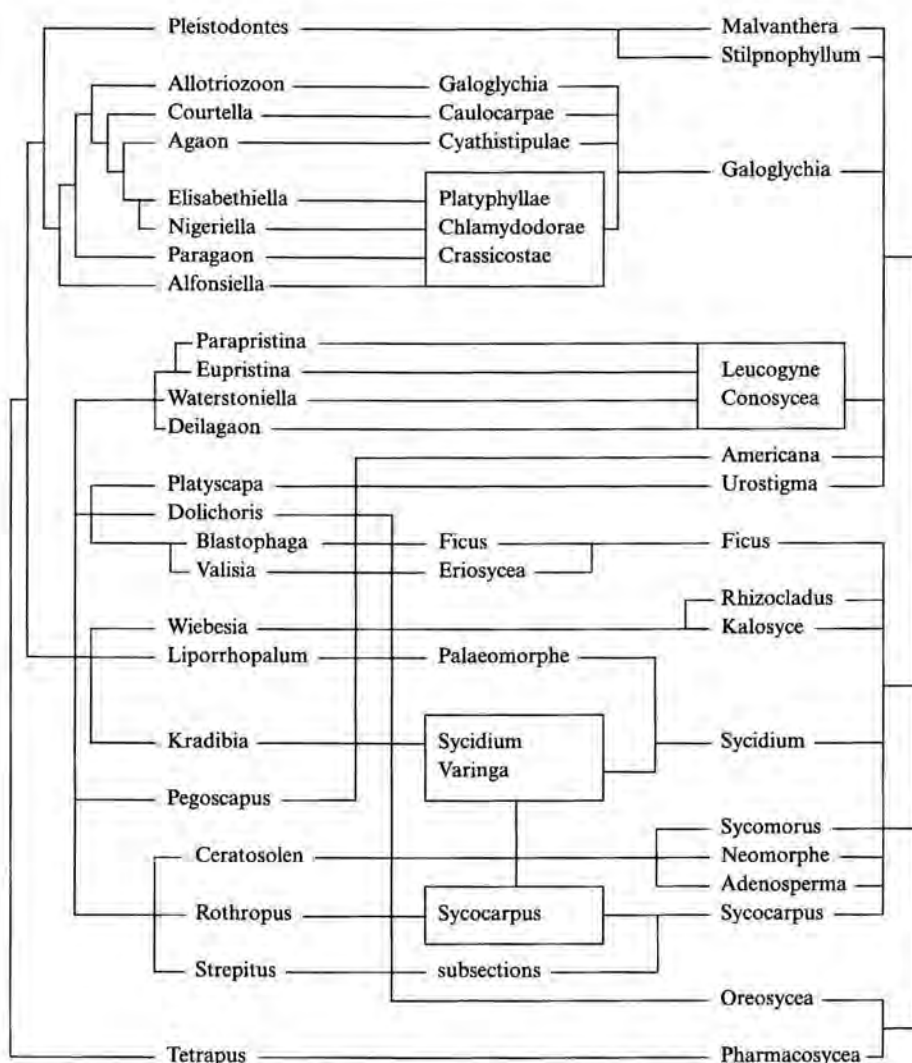 Pleistodontes Malvanthera
Stilpnophyllum
Allotriozoon Galoglychia
Courtella Caulocarpae
Agaon Cyathistipulae
Galoglychia
Elisabethiella Platyphyllae
Nigeriella Chlamydodorae
Paragaon Crassicostae
Alfonsiella
Parapristina
Eupristina Leucogyne
Waterstoniella Conosycea
Deilagaon
Americana
Platyscapa Urostigma
Dolichoris
Blastophaga Ficus Ficus
Valisia Eriosycea
Rhizocladus
Wiebesia Kalosyce
Liporrhopalum Palaeomorphe
Kradibia Sycidium Sycidium
Varinga
Pegoscapus
Sycomorus
Ceratosolen Neomorphe
Adenosperma
Rothropus Sycocarpus Sycocarpus
Strepitus subsections
Oreosycea
Tetrapus Pharmacosycea